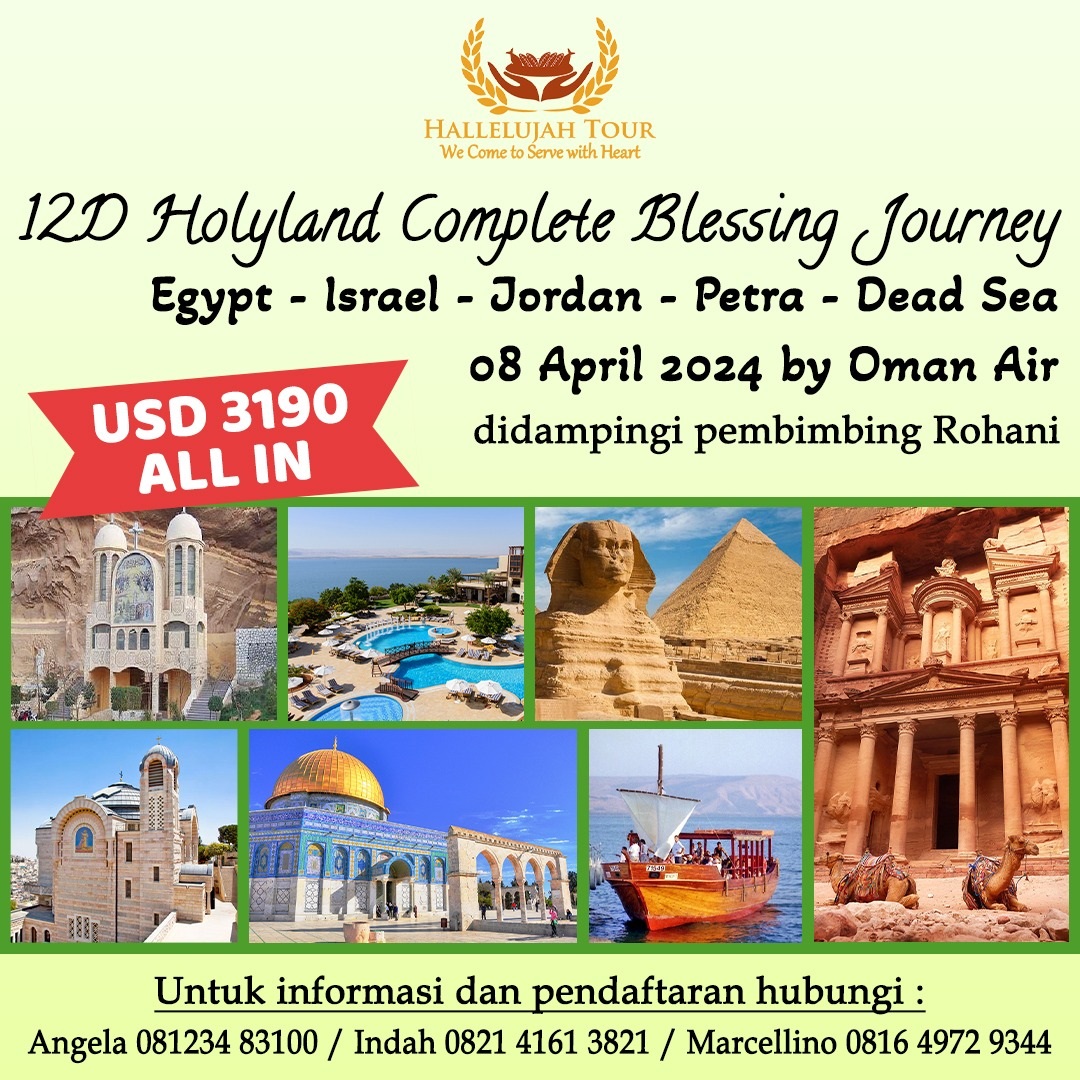 HALLELUJAH TOUR
We Come to Serve with Heart
12D Holyland Complete Blessing Journey
Egypt - Israel - Jordan - Petra - Dead Sea
08 April 2024 by Oman Air
didampingi pembimbing Rohani
USD 3190
ALL IN
Untuk informasi dan pendaftaran hubungi :
Angela 081234 83100 / Indah 0821 4161 3821 / Marcellino 0816 4972 9344